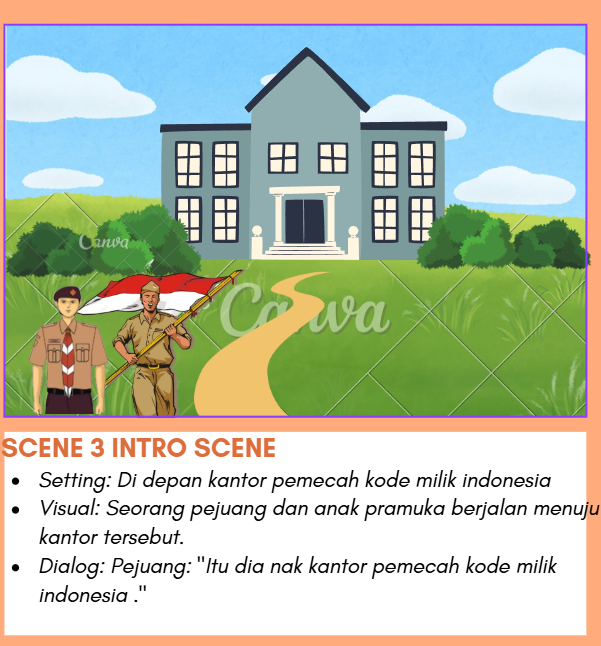 Canva
Canva
SCENE 3 INTRO SCENE
• Setting: Di depan kantor pemecah kode milik indonesia
• Visual: Seorang pejuang dan anak pramuka berjalan menuju
kantor tersebut.
• Dialog: Pejuang: "Itu dia nak kantor pemecah kode milik
indonesia ."